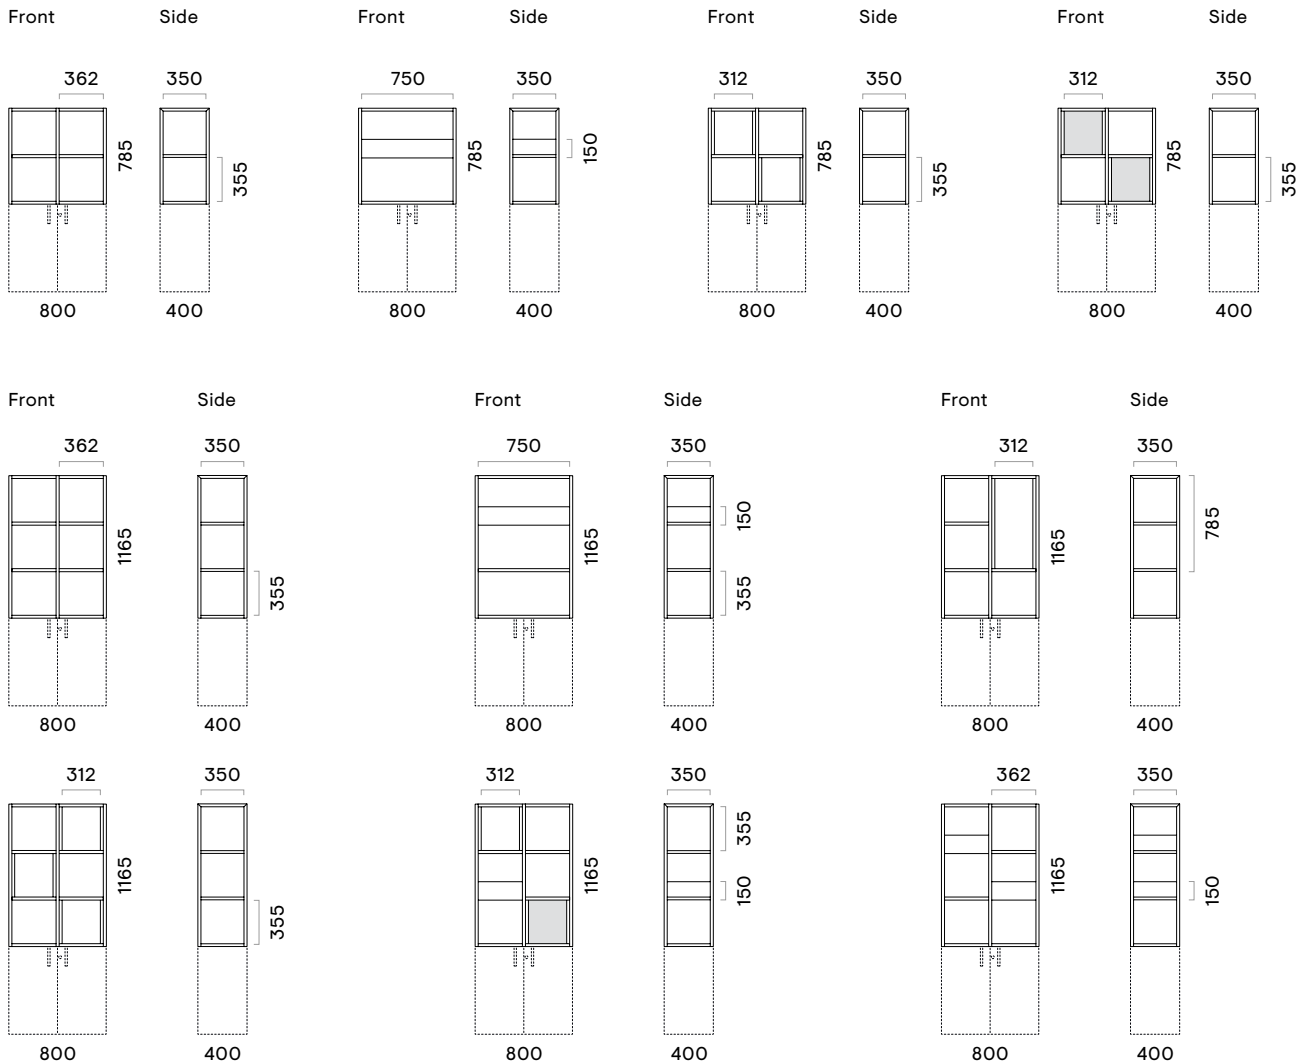 Front Side Front Side Front Side Front Side
362 350 750 350 312 350 312 350
785 355 785 150 785 355 785 355
800 400 800 400 800 400 800 400
Front Side Front Side Front Side
362 350 750 350 312 350
1165 355 1165 150 355 1165 785
800 400 800 400 800 400
312 350 312 350 362 350
1165 355 1165 355 150 1165 150
800 400 800 400 800 400